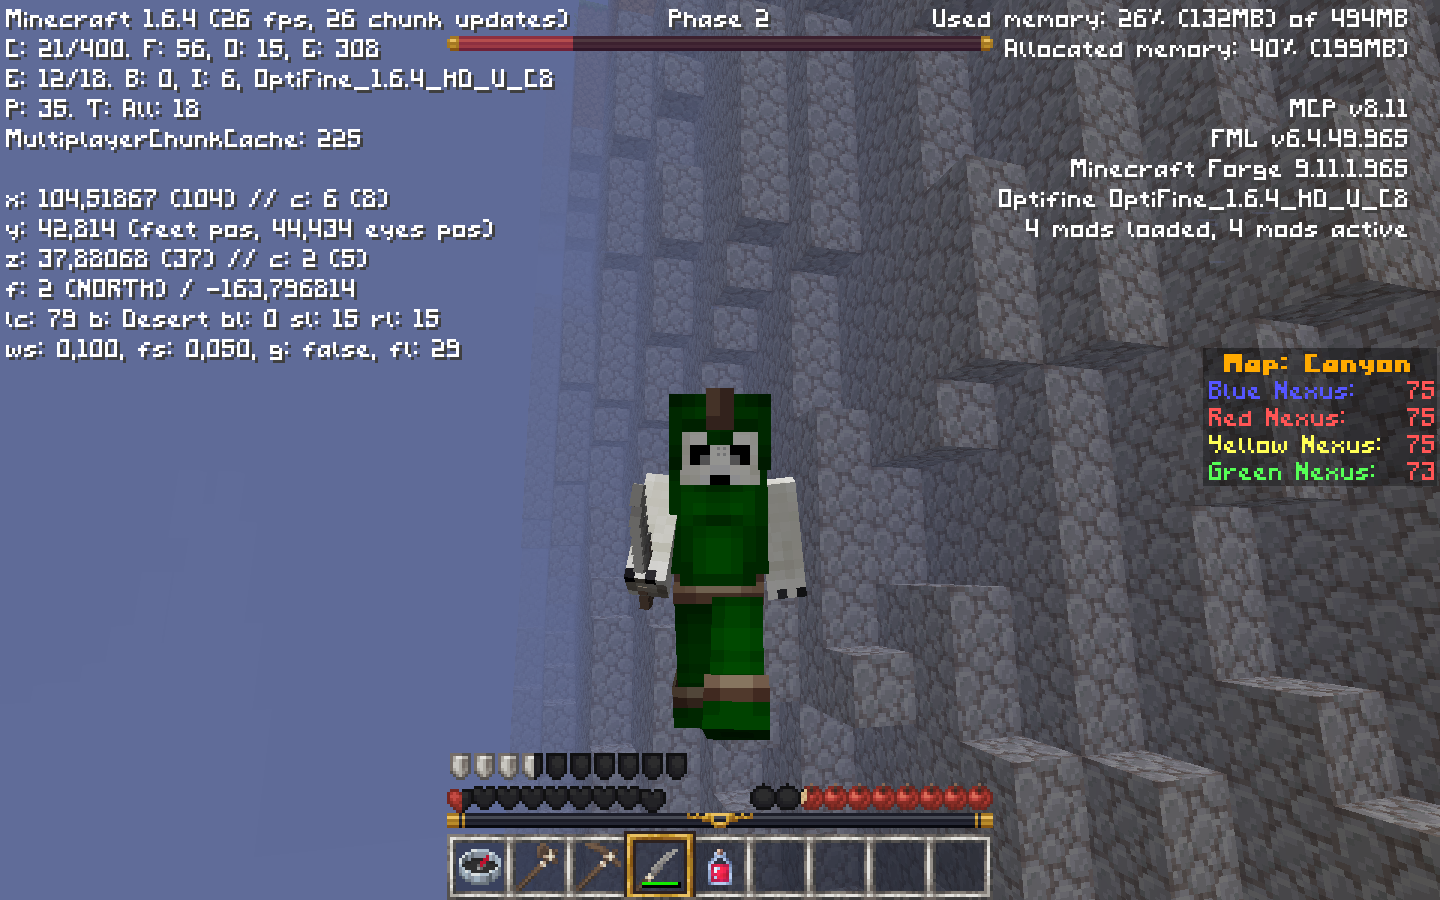 Minecraft 1.6.4 (26 fps, 26 chunk updates)
C: 21/400. F: 56, O: 15, E: 308
E: 12/18. B: 0, I: 6, OptiFine_1.6.4_HD_U_C8
P: 35. T: All: 18
MultiplayerChunkCache: 225
x: 104,51867 (104) // c: 6 (8)
y: 42,814 (feet pos, 44,434 eyes pos)
z: 37,88068 (37) // c: 2 (5)
f: 2 (NORTH) / -163,796814
lc: 79 b: Desert bl: 0 sl: 15 rl: 15
ws: 0,100, fs: 0,050, g: false, fl: 29
Phase 2
Used memory: 26% (132MB) of 494MB
Allocated memory: 40% (199MB)
MCP v8.11
FML v6.4.49.965
Minecraft Forge 9.11.1.965
Optifine OptiFine_1.6.4_HD_U_C8
4 mods loaded, 4 mods active
Map: Canyon
Blue Nexus: 75
Red Nexus: 75
Yellow Nexus: 75
Green Nexus: 73